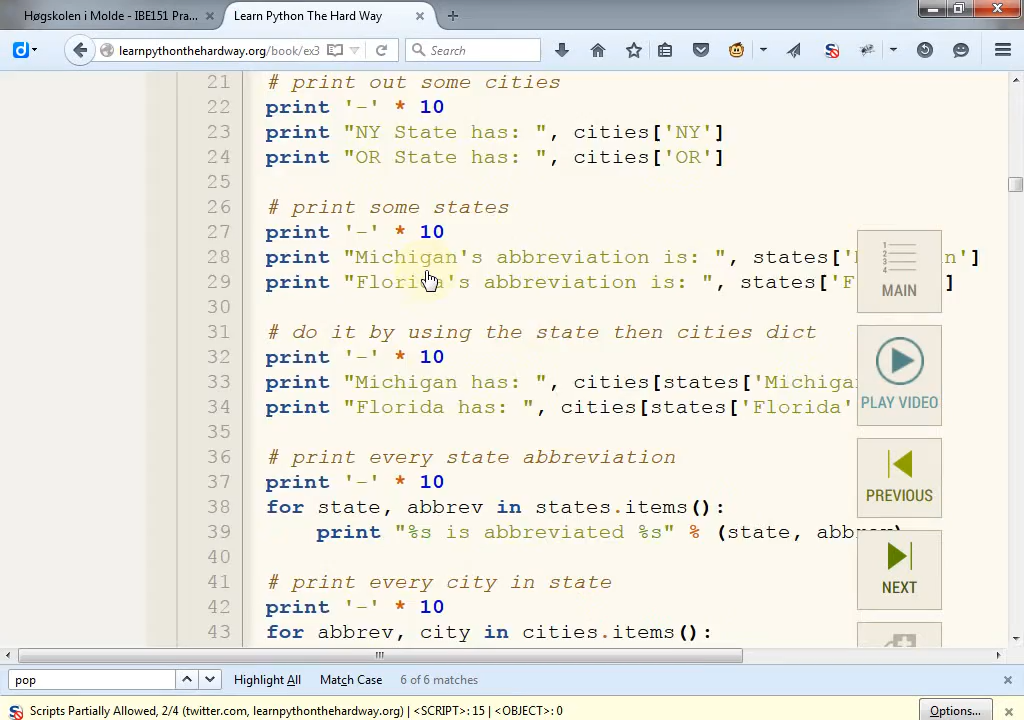 Høgskolen i Molde - IBE151 Pra...
Learn Python The Hard Way
learnpythonthehardway.org/book/ex3
Search
21 # print out some cities
22 print '-' * 10
23 print "NY State has: ", cities['NY']
24 print "OR State has: ", cities['OR']
25
26 # print some states
27 print '-' * 10
28 print "Michigan's abbreviation is: ", states[' n']
29 print "Florida's abbreviation is: ", states['F ]
30
31 # do it by using the state then cities dict
32 print '-' * 10
33 print "Michigan has: ", cities[states['Michigan
34 print "Florida has: ", cities[states['Florida'
35
36 # print every state abbreviation
37 print '-' * 10
38 for state, abbrev in states.items():
39 print "%s is abbreviated %s" % (state, abbrev)
40
41 # print every city in state
42 print '-' * 10
43 for abbrev, city in cities.items():
MAIN
PLAY VIDEO
PREVIOUS
NEXT
pop
Highlight All
Match Case
6 of 6 matches
Scripts Partially Allowed, 2/4 (twitter.com, learnpythonthehardway.org) | <SCRIPT>: 15 | <OBJECT>: 0
Options...